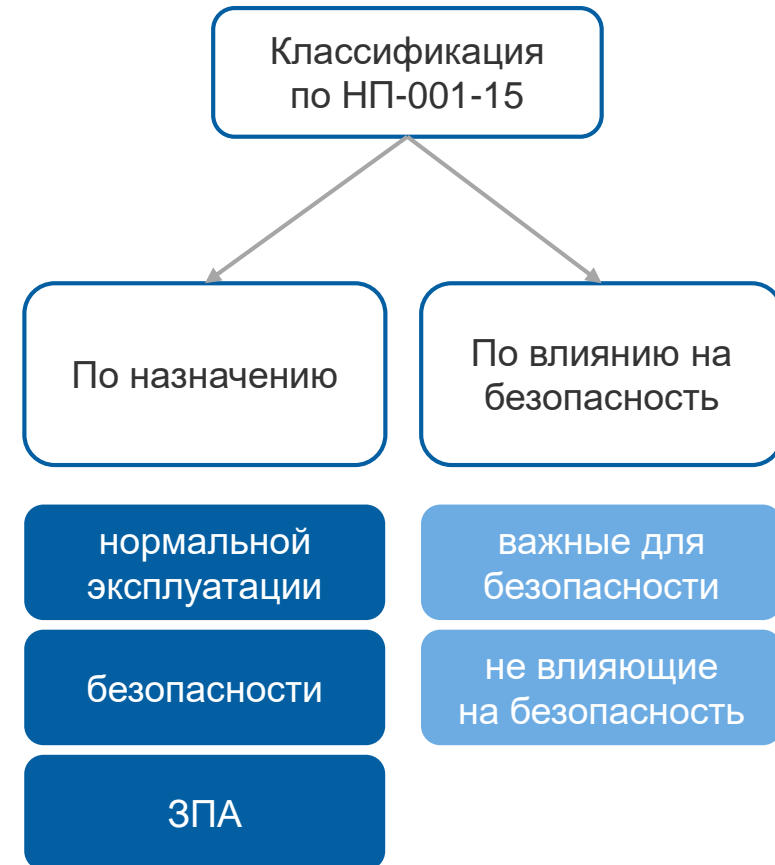 Классификация
по НП-001-15
По назначению
По влиянию на
безопасность
нормальной
эксплуатации
безопасности
ЗПА
важные для
безопасности
не влияющие
на безопасность